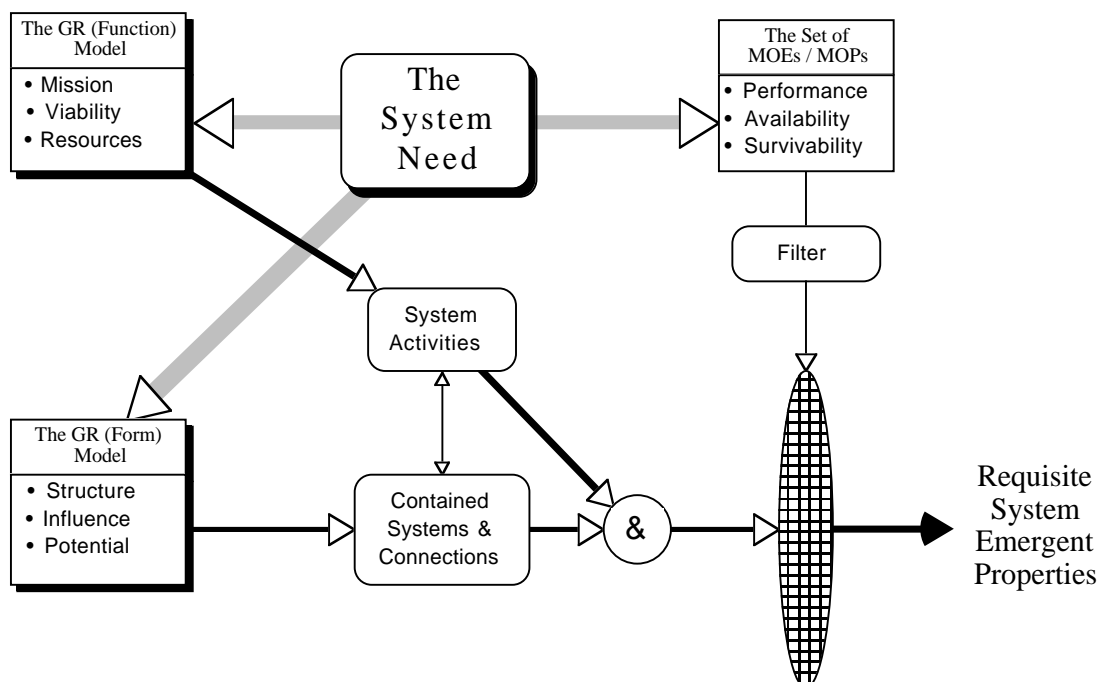 The GR (Function)
Model
• Mission
• Viability
• Resources
The
System
Need
The Set of
MOEs / MOPs
• Performance
• Availability
• Survivability
Filter
System
Activities
The GR (Form)
Model
• Structure
• Influence
• Potential
Contained
Systems &
Connections
&
Requisite
System
Emergent
Properties